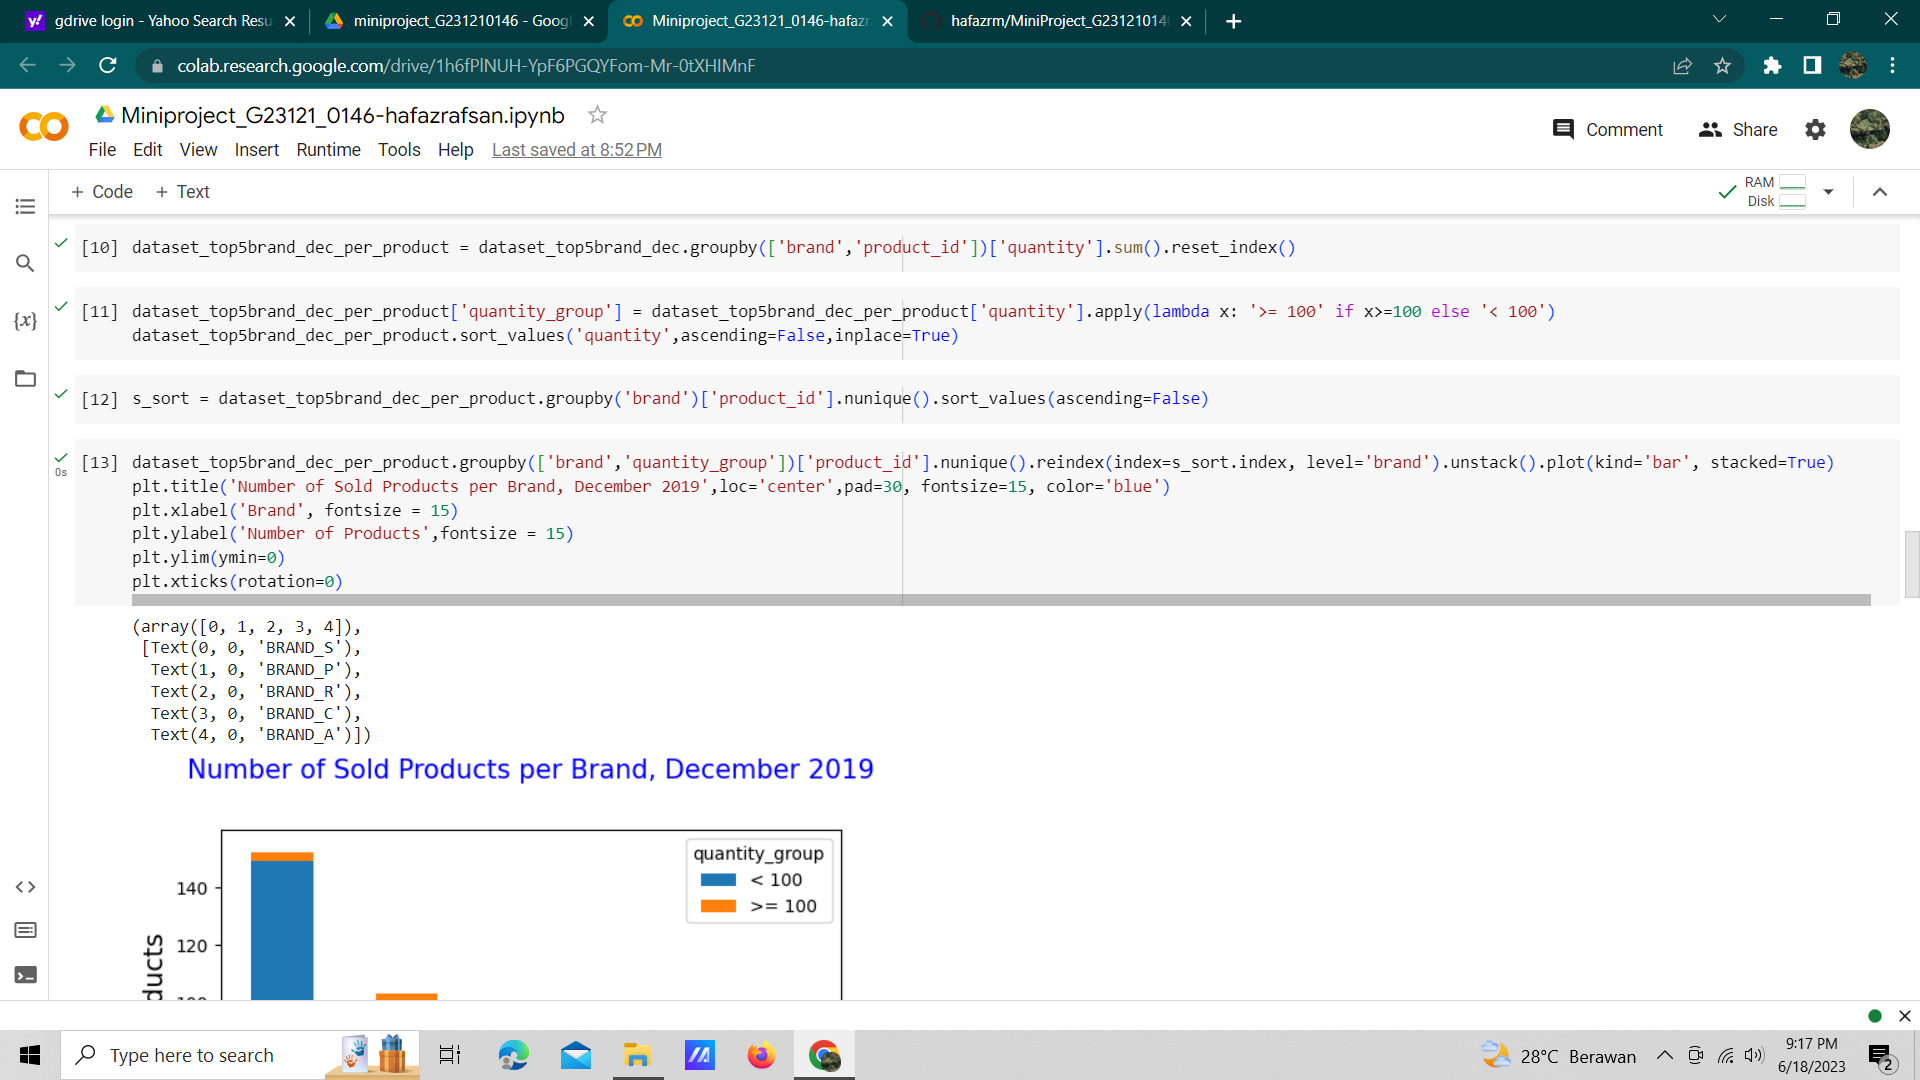 gdrive login - Yahoo Search Resu
miniproject_G231210146 - Googl
Miniproject_G23121_0146-hafazr
hafazrm/MiniProject_G23121014
colab.research.google.com/drive/1h6fPlNUH-YpF6PGQYFom-Mr-0tXHIMnF
Miniproject_G23121_0146-hafazrafsan.ipynb
Comment
Share
File Edit View Insert Runtime Tools Help Last saved at 8:52 PM
+ Code + Text
RAM
Disk
[10] dataset_top5brand_dec_per_product = dataset_top5brand_dec.groupby(['brand','product_id'])['quantity'].sum().reset_index()
[11] dataset_top5brand_dec_per_product['quantity_group'] = dataset_top5brand_dec_per_product['quantity'].apply(lambda x: '>= 100' if x>=100 else '< 100')
dataset_top5brand_dec_per_product.sort_values('quantity',ascending=False,inplace=True)
{x}
[12] s_sort = dataset_top5brand_dec_per_product.groupby('brand')['product_id'].nunique().sort_values(ascending=False)
[13] dataset_top5brand_dec_per_product.groupby(['brand','quantity_group'])['product_id'].nunique().reindex(index=s_sort.index, level='brand').unstack().plot(kind='bar', stacked=True)
0s
plt.title('Number of Sold Products per Brand, December 2019',loc='center',pad=30, fontsize=15, color='blue')
plt.xlabel('Brand', fontsize = 15)
plt.ylabel('Number of Products',fontsize = 15)
plt.ylim(ymin=0)
plt.xticks(rotation=0)
(array([0, 1, 2, 3, 4]),
[Text(0, 0, 'BRAND_S'),
Text(1, 0, 'BRAND_P'),
Text(2, 0, 'BRAND_R'),
Text(3, 0, 'BRAND_C'),
Text(4, 0, 'BRAND_A')])
Number of Sold Products per Brand, December 2019
quantity_group
< 100
>= 100
140
120
ducts
Type here to search
28°C Berawan
9:17 PM
6/18/2023
2